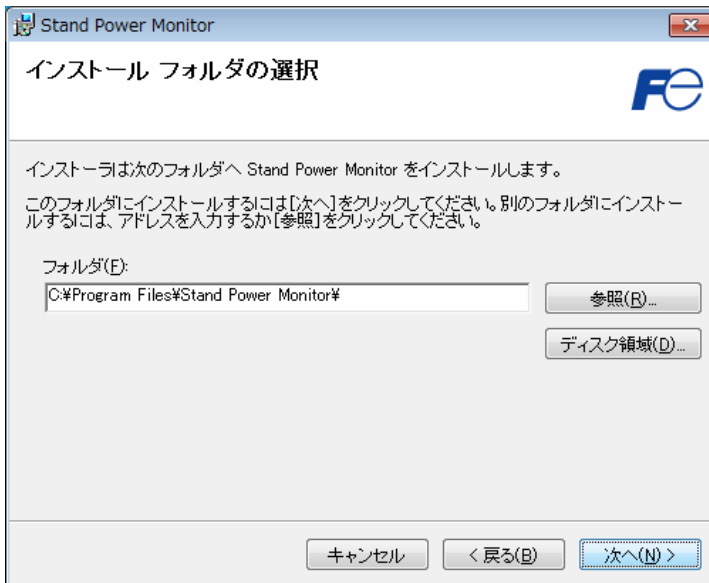 Stand Power Monitor
インストール フォルダの選択
Fe
インストーラは次のフォルダへ Stand Power Monitor をインストールします。
このフォルダにインストールするには[次へ]をクリックしてください。別のフォルダにインストー
ルするには、アドレスを入力するか[参照]をクリックしてください。
フォルダ(F):
C:¥Program Files¥Stand Power Monitor¥
参照(R)...
ディスク領域(D)...
キャンセル
< 戻る(B)
次へ(N) >